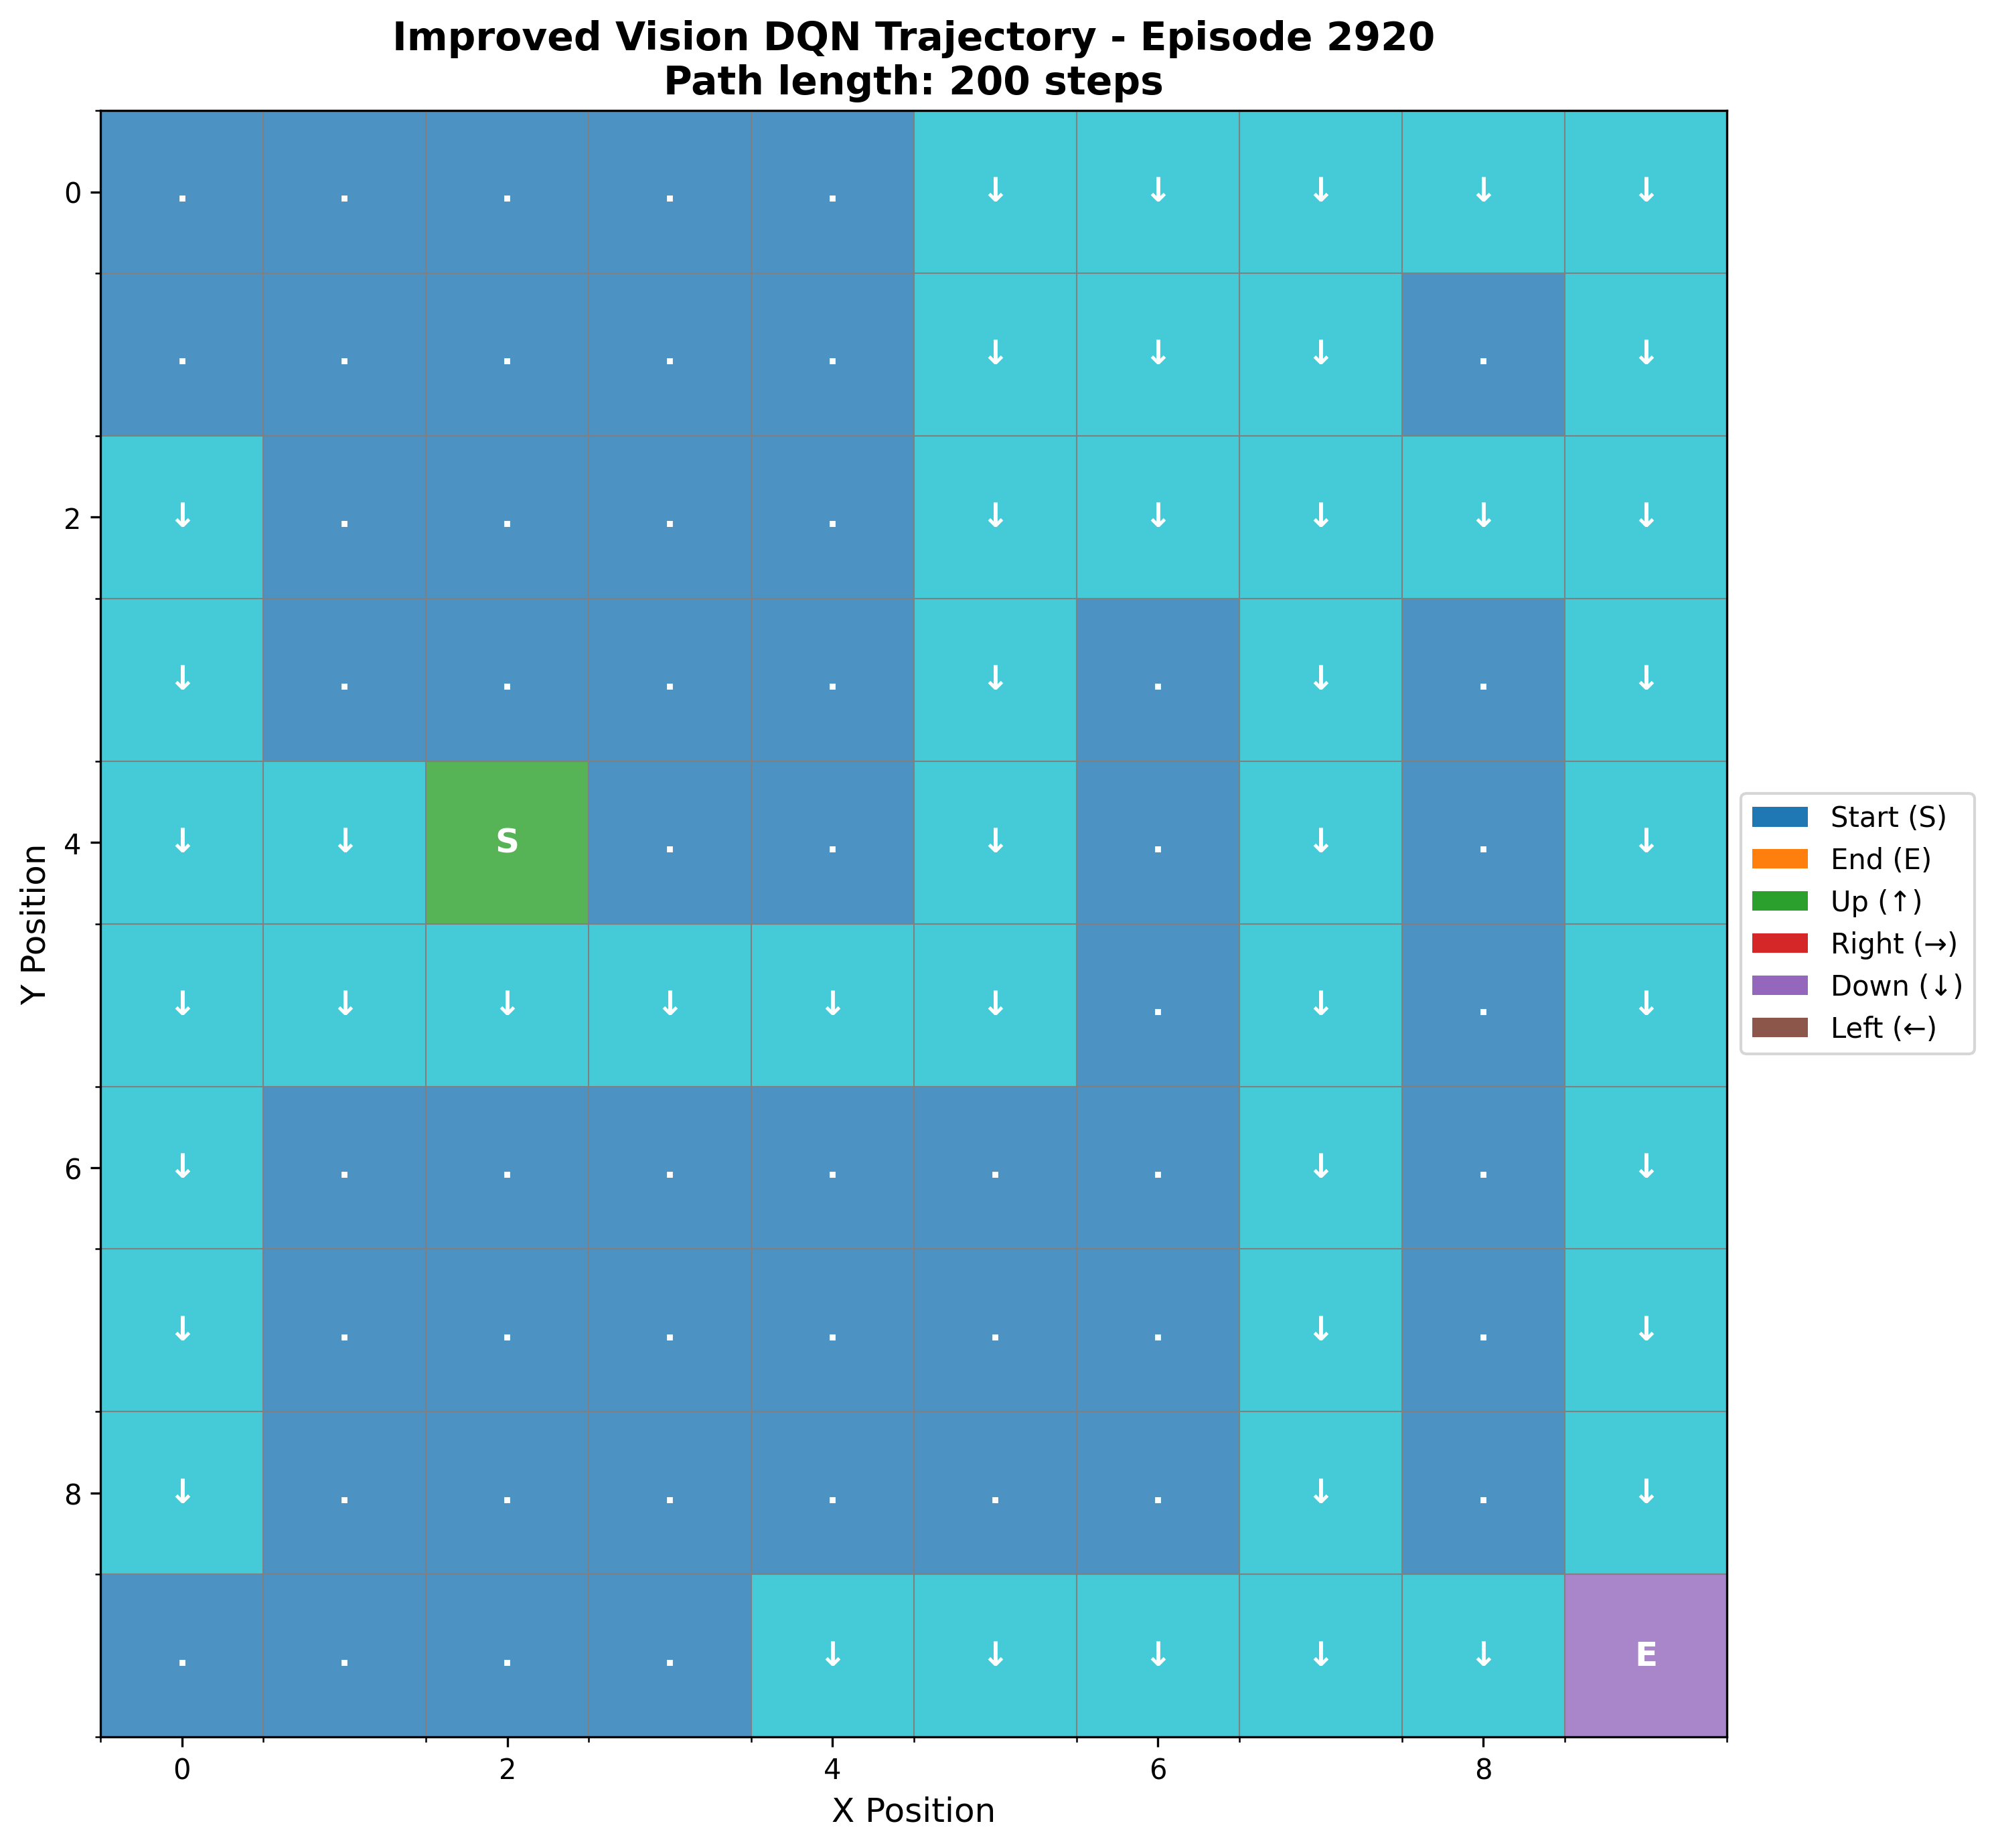 Improved Vision DQN Trajectory - Episode 2920
Path length: 200 steps
0 . . . . . ↓ ↓ ↓ ↓ ↓
. . . . . ↓ ↓ ↓ . ↓
2 ↓ . . . . ↓ ↓ ↓ ↓ ↓
↓ . . . . ↓ . ↓ . ↓
4 ↓ ↓ S . . ↓ . ↓ . ↓
↓ ↓ ↓ ↓ ↓ ↓ . ↓ . ↓
6 ↓ . . . . . . ↓ . ↓
↓ . . . . . . ↓ . ↓
8 ↓ . . . . . . ↓ . ↓
. . . . ↓ ↓ ↓ ↓ ↓ E
0 2 4 6 8
X Position
Y Position
Start (S)
End (E)
Up (↑)
Right (→)
Down (↓)
Left (←)